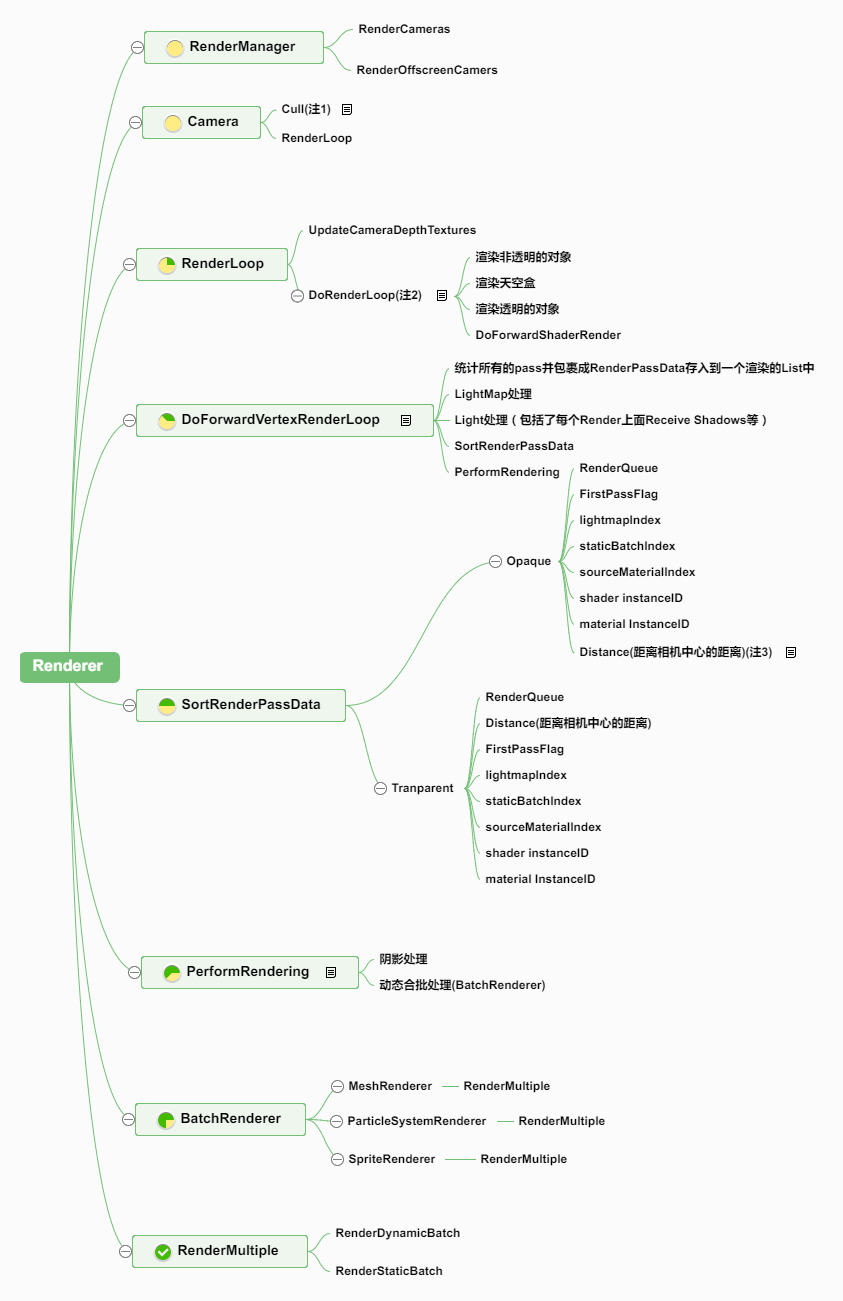 Renderer
RenderManager
RenderCameras
RenderOffscreenCamers
Camera
Cull(注1)
RenderLoop
RenderLoop
UpdateCameraDepthTextures
DoRenderLoop(注2)
渲染非透明的对象
渲染天空盒
渲染透明的对象
DoForwardShaderRender
DoForwardVertexRenderLoop
统计所有的pass并包裹成RenderPassData存入到一个渲染的List中
LightMap处理
Light处理（包括了每个Render上面Receive Shadows等）
SortRenderPassData
PerformRendering
SortRenderPassData
Opaque
RenderQueue
FirstPassFlag
lightmapIndex
staticBatchIndex
sourceMaterialIndex
shader instanceID
material InstanceID
Distance(距离相机中心的距离)(注3)
Tranparent
RenderQueue
Distance(距离相机中心的距离)
FirstPassFlag
lightmapIndex
staticBatchIndex
sourceMaterialIndex
shader instanceID
material InstanceID
PerformRendering
阴影处理
动态合批处理(BatchRenderer)
BatchRenderer
MeshRenderer
RenderMultiple
ParticleSystemRenderer
RenderMultiple
SpriteRenderer
RenderMultiple
RenderMultiple
RenderDynamicBatch
RenderStaticBatch